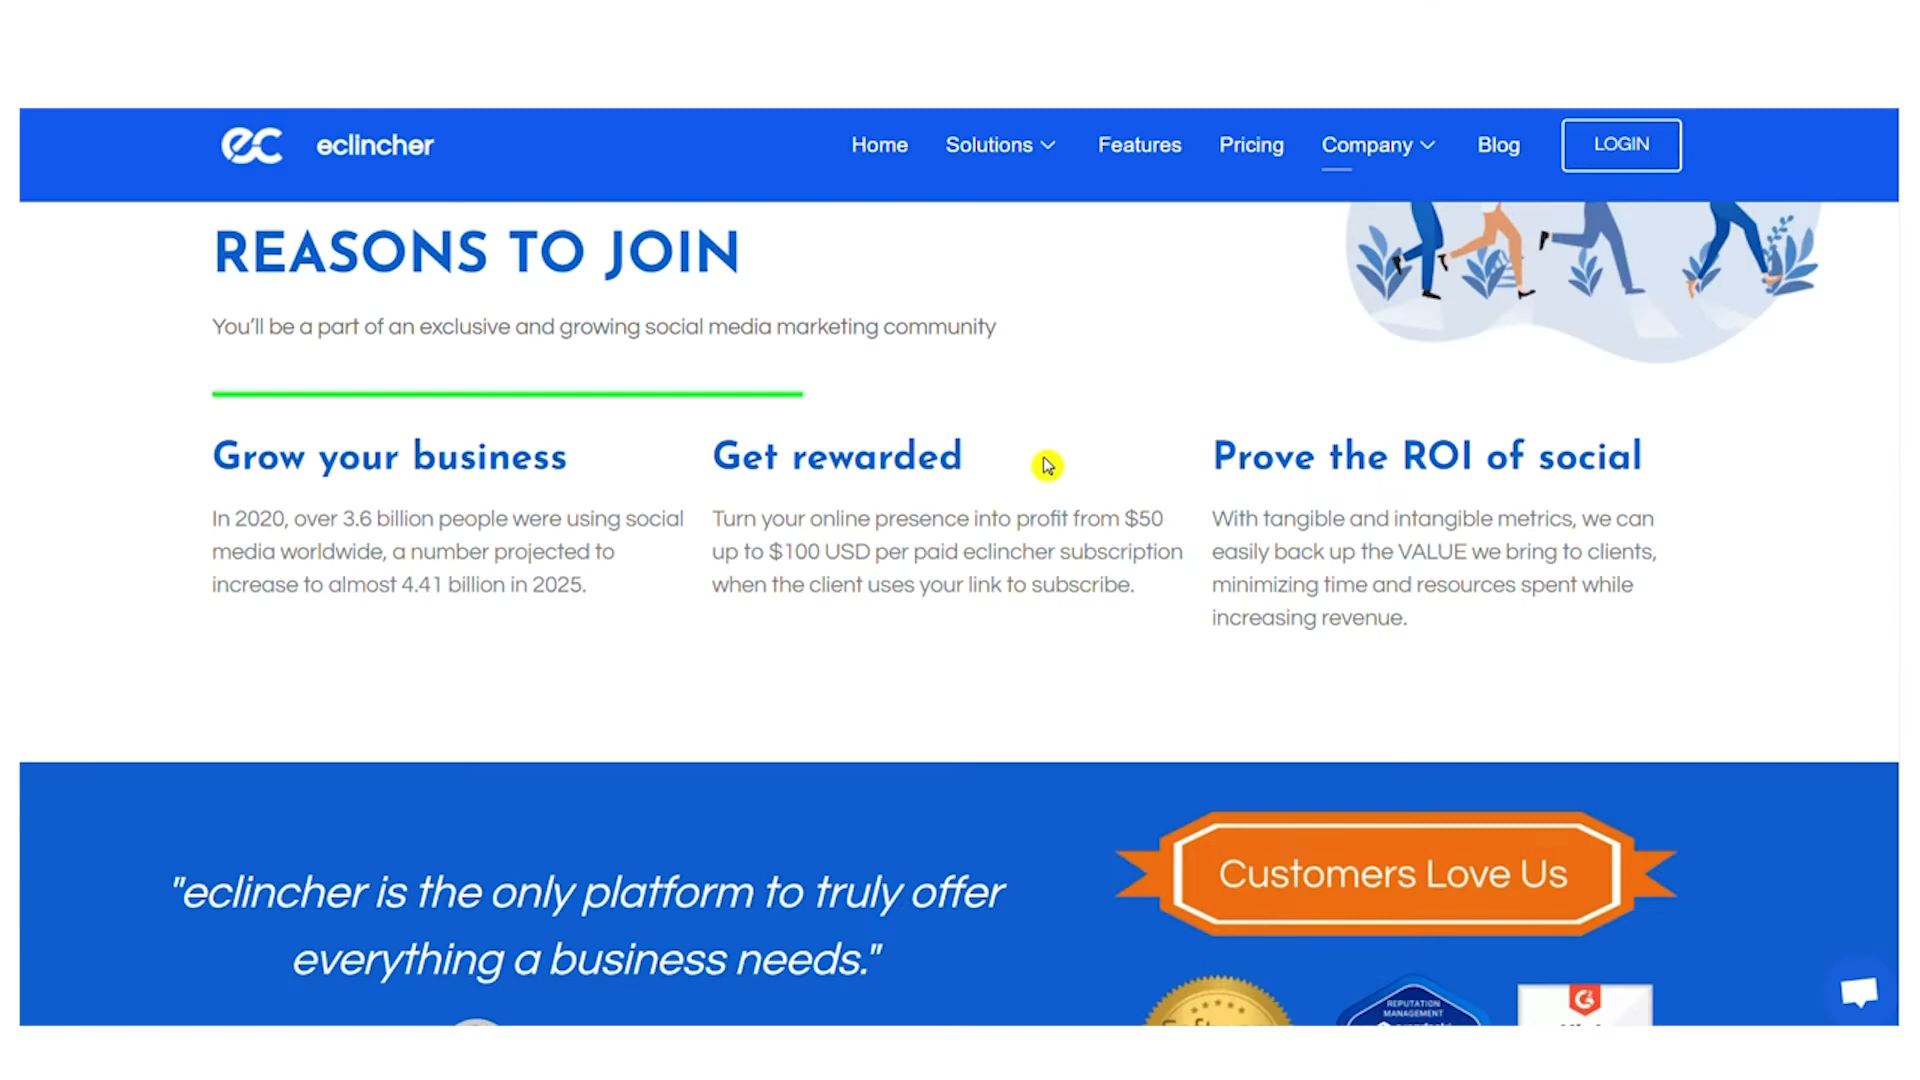 ec eclincher Home Solutions Features Pricing Company Blog LOGIN
REASONS TO JOIN
You'll be a part of an exclusive and growing social media marketing community
Grow your business
In 2020, over 3.6 billion people were using social
media worldwide, a number projected to
increase to almost 4.41 billion in 2025.
Get rewarded
Turn your online presence into profit from $50
up to $100 USD per paid eclincher subscription
when the client uses your link to subscribe.
Prove the ROI of social
With tangible and intangible metrics, we can
easily back up the VALUE we bring to clients,
minimizing time and resources spent while
increasing revenue.
"eclincher is the only platform to truly offer
everything a business needs."
Customers Love Us
REPUTATION
MANAGEMENT